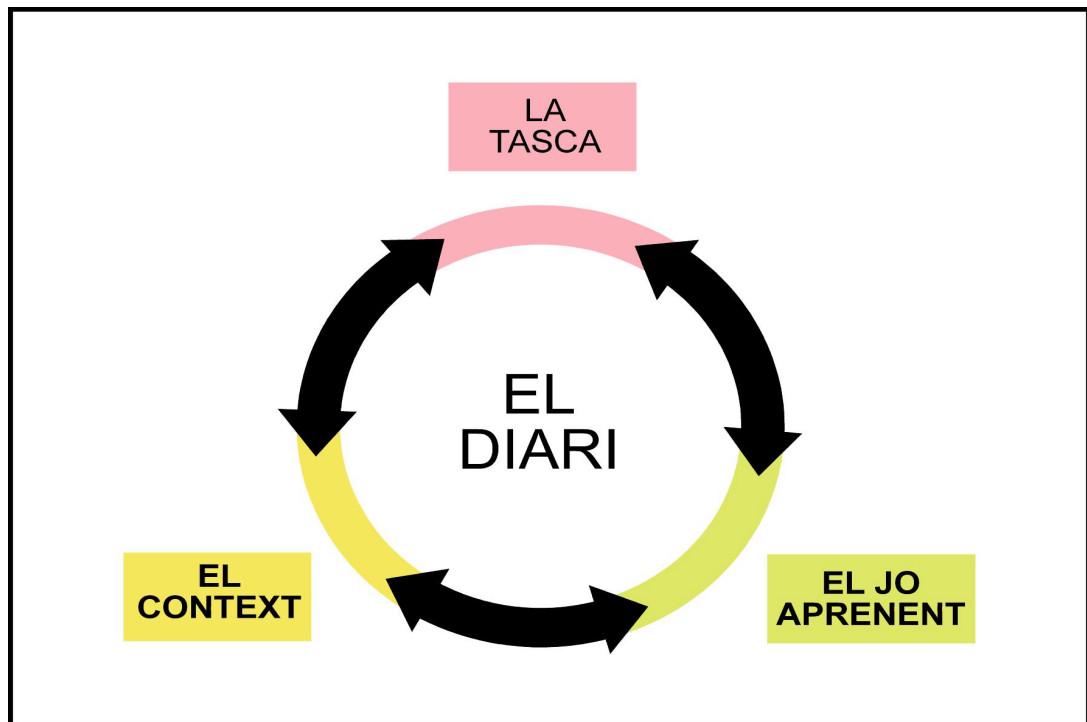 LA
TASCA
EL
DIARI
EL
CONTEXT
EL JO
APRENENT